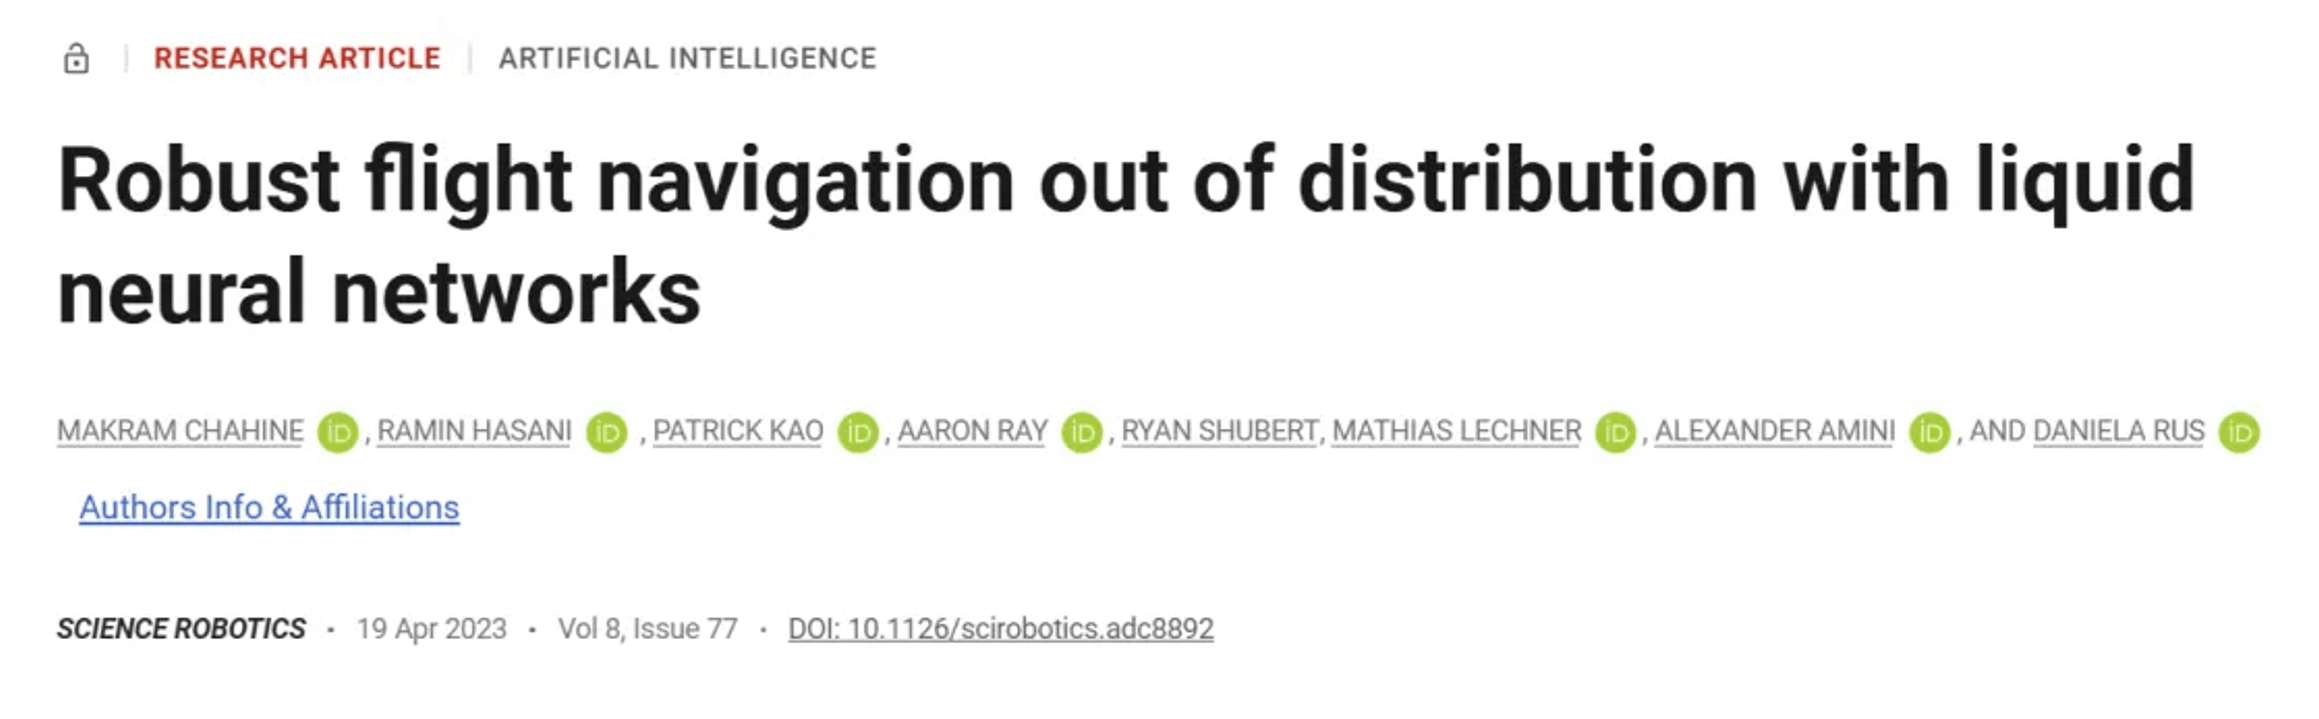 RESEARCH ARTICLE | ARTIFICIAL INTELLIGENCE
Robust flight navigation out of distribution with liquid
neural networks
MAKRAM CHAHINE iD, RAMIN HASANI iD, PATRICK KAO iD, AARON RAY iD, RYAN SHUBERT, MATHIAS LECHNER iD, ALEXANDER AMINI iD, AND DANIELA RUS iD
Authors Info & Affiliations
SCIENCE ROBOTICS · 19 Apr 2023 · Vol 8, Issue 77 · DOI: 10.1126/scirobotics.adc8892